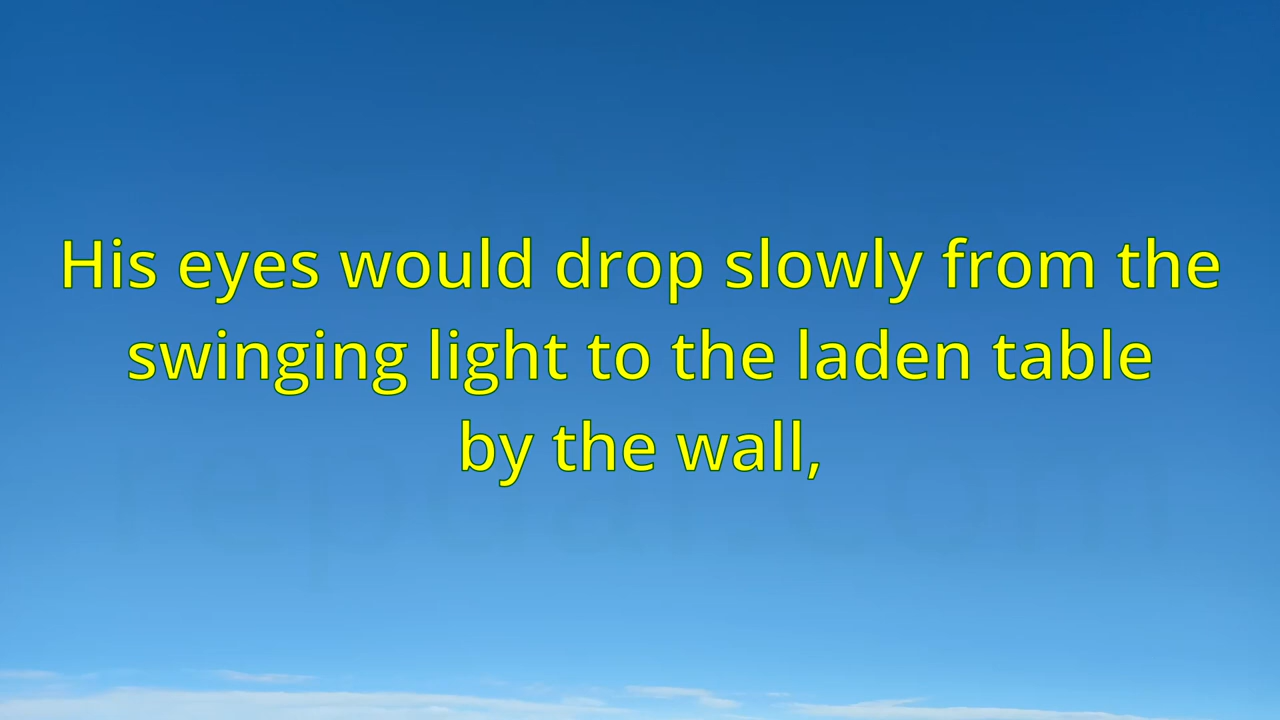 His eyes would drop slowly from the
swinging light to the laden table
by the wall,